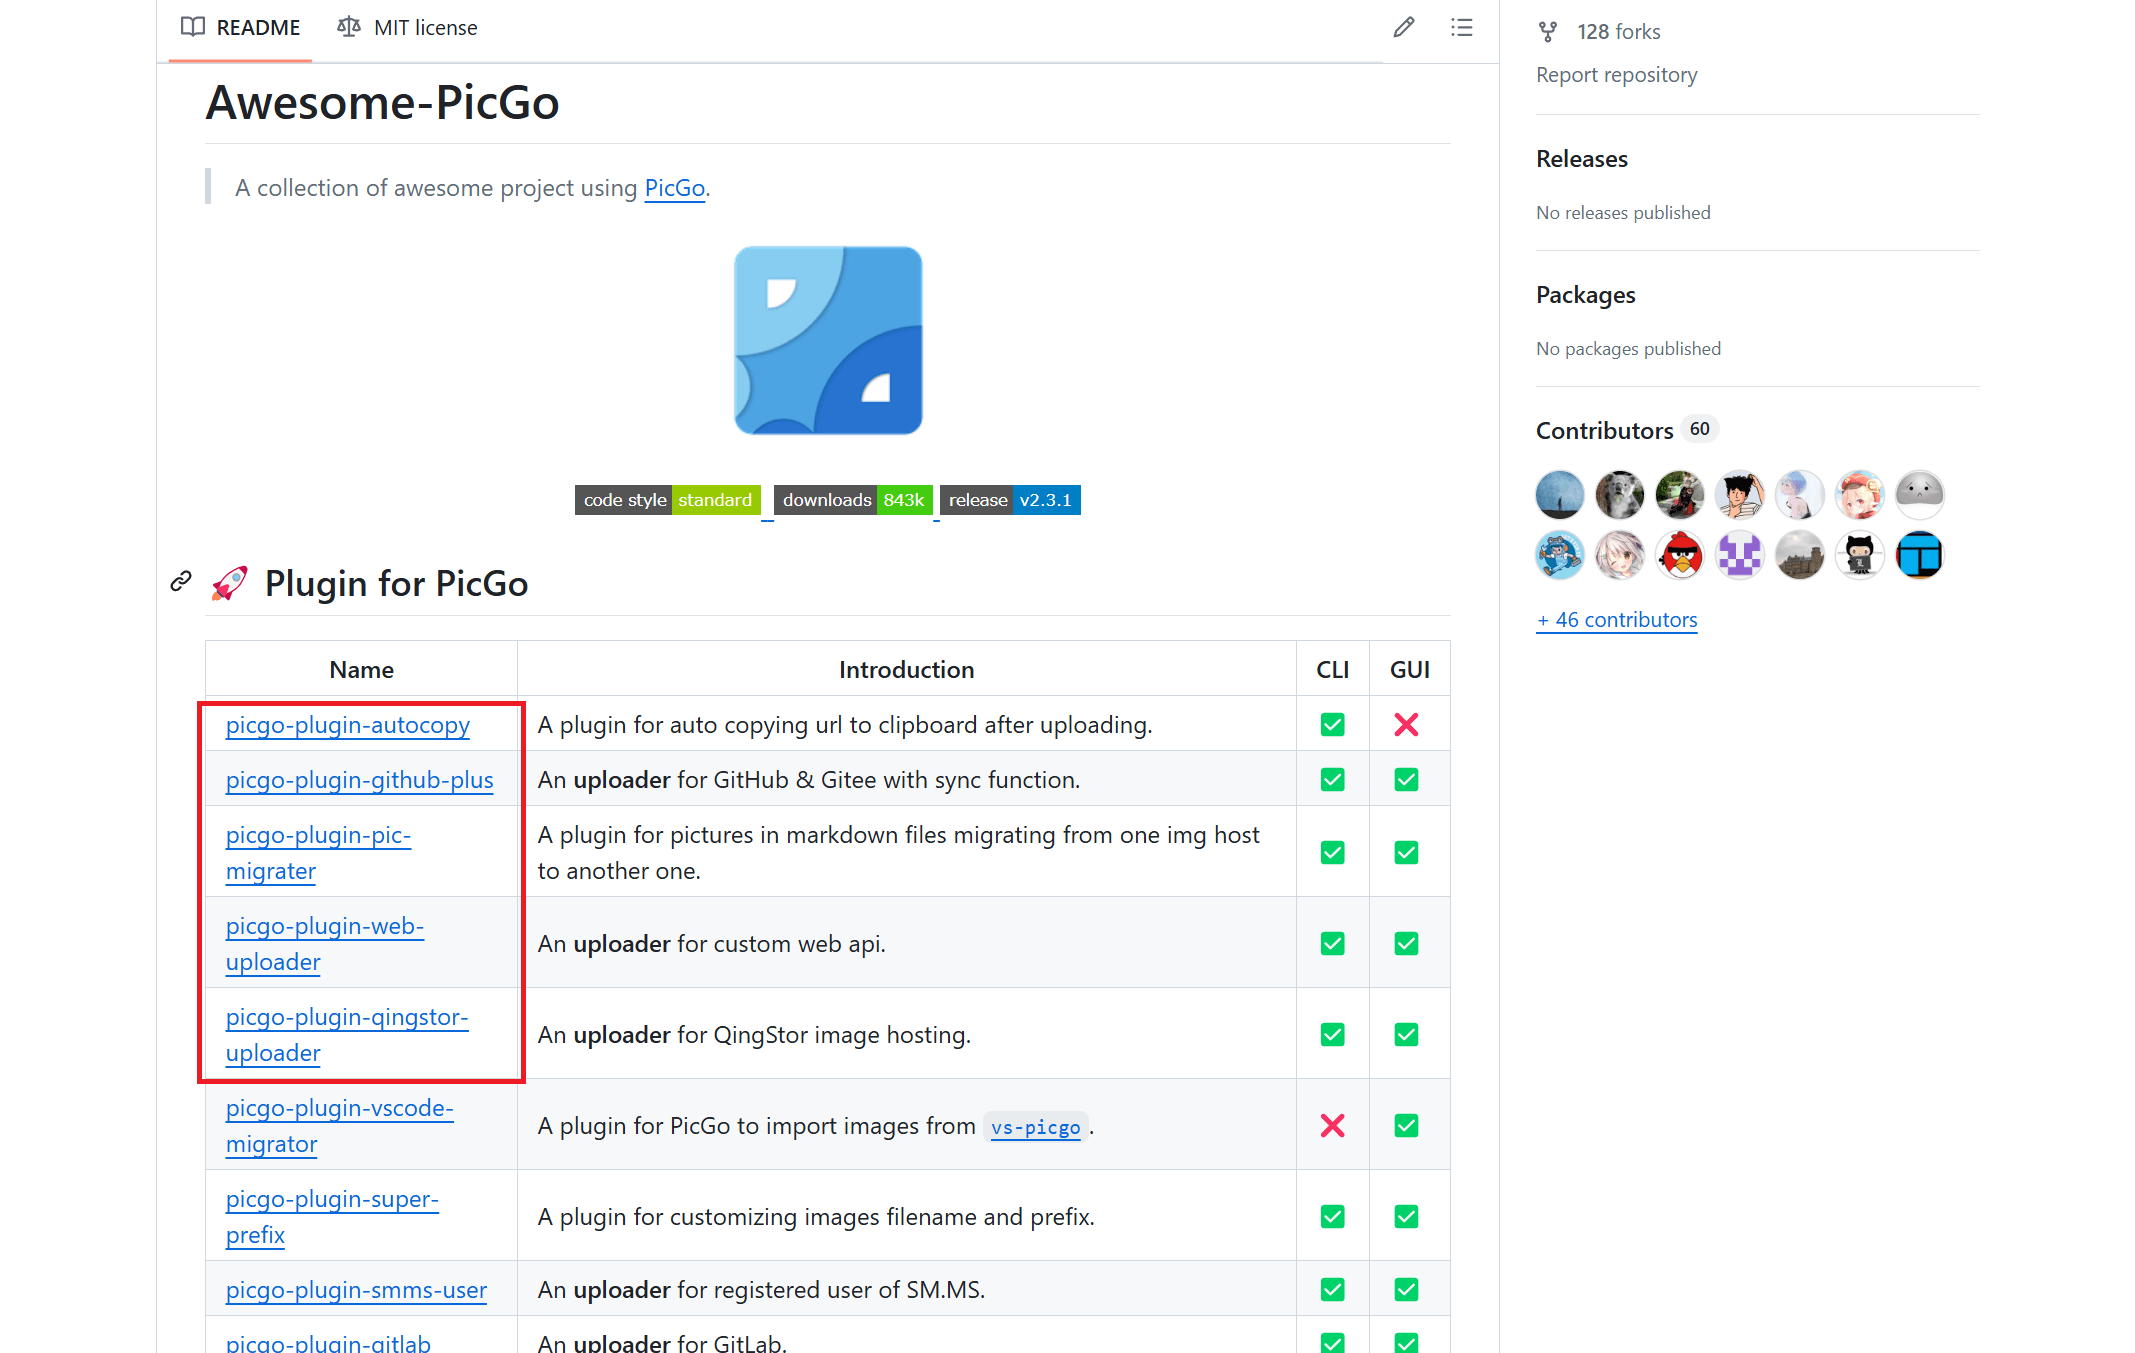 README
MIT license
Awesome-PicGo
A collection of awesome project using PicGo.
code style standard
downloads 843k
release v2.3.1
🚀 Plugin for PicGo
Name Introduction CLI GUI
picgo-plugin-autocopy A plugin for auto copying url to clipboard after uploading. ✅ ❌
picgo-plugin-github-plus An uploader for GitHub & Gitee with sync function. ✅ ✅
picgo-plugin-pic-
migrater
A plugin for pictures in markdown files migrating from one img host
to another one.
✅ ✅
picgo-plugin-web-
uploader
An uploader for custom web api. ✅ ✅
picgo-plugin-qingstor-
uploader
An uploader for QingStor image hosting. ✅ ✅
picgo-plugin-vscode-
migrator
A plugin for PicGo to import images from vs-picgo. ❌ ✅
picgo-plugin-super-
prefix
A plugin for customizing images filename and prefix. ✅ ✅
picgo-plugin-smms-user An uploader for registered user of SM.MS. ✅ ✅
picgo-plugin-gitlab An uploader for GitLab. ✅ ✅
128 forks
Report repository
Releases
No releases published
Packages
No packages published
Contributors 60
+ 46 contributors